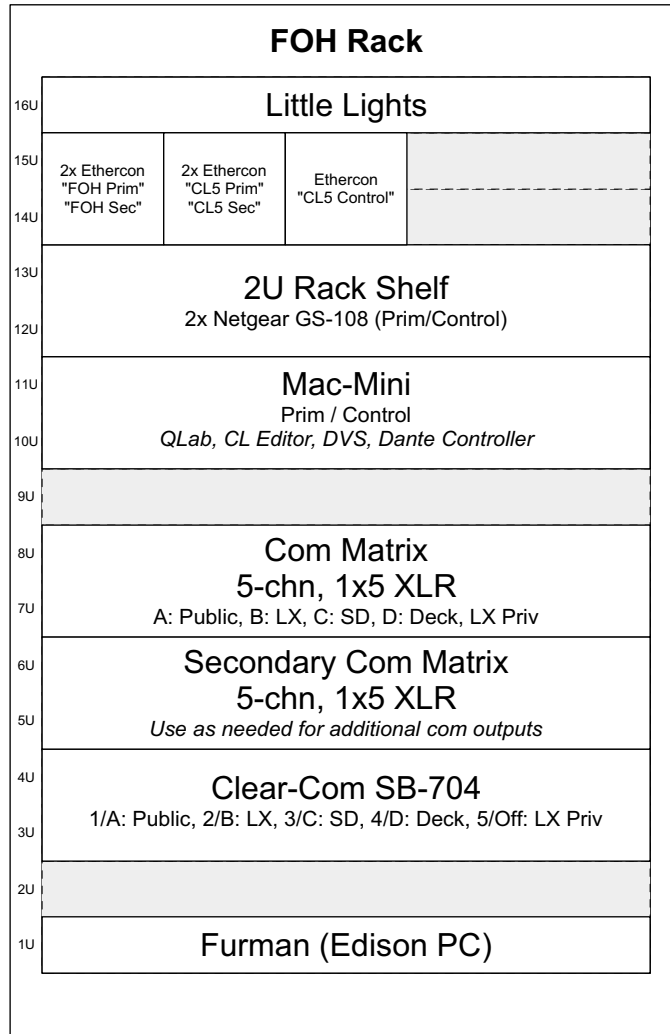 FOH Rack
16U
Little Lights
15U
14U
2x Ethercon
"FOH Prim"
"FOH Sec"
2x Ethercon
"CL5 Prim"
"CL5 Sec"
Ethercon
"CL5 Control"
13U
12U
2U Rack Shelf
2x Netgear GS-108 (Prim/Control)
11U
10U
Mac-Mini
Prim / Control
QLab, CL Editor, DVS, Dante Controller
9U
8U
7U
Com Matrix
5-chn, 1x5 XLR
A: Public, B: LX, C: SD, D: Deck, LX Priv
6U
5U
Secondary Com Matrix
5-chn, 1x5 XLR
Use as needed for additional com outputs
4U
3U
Clear-Com SB-704
1/A: Public, 2/B: LX, 3/C: SD, 4/D: Deck, 5/Off: LX Priv
2U
1U
Furman (Edison PC)